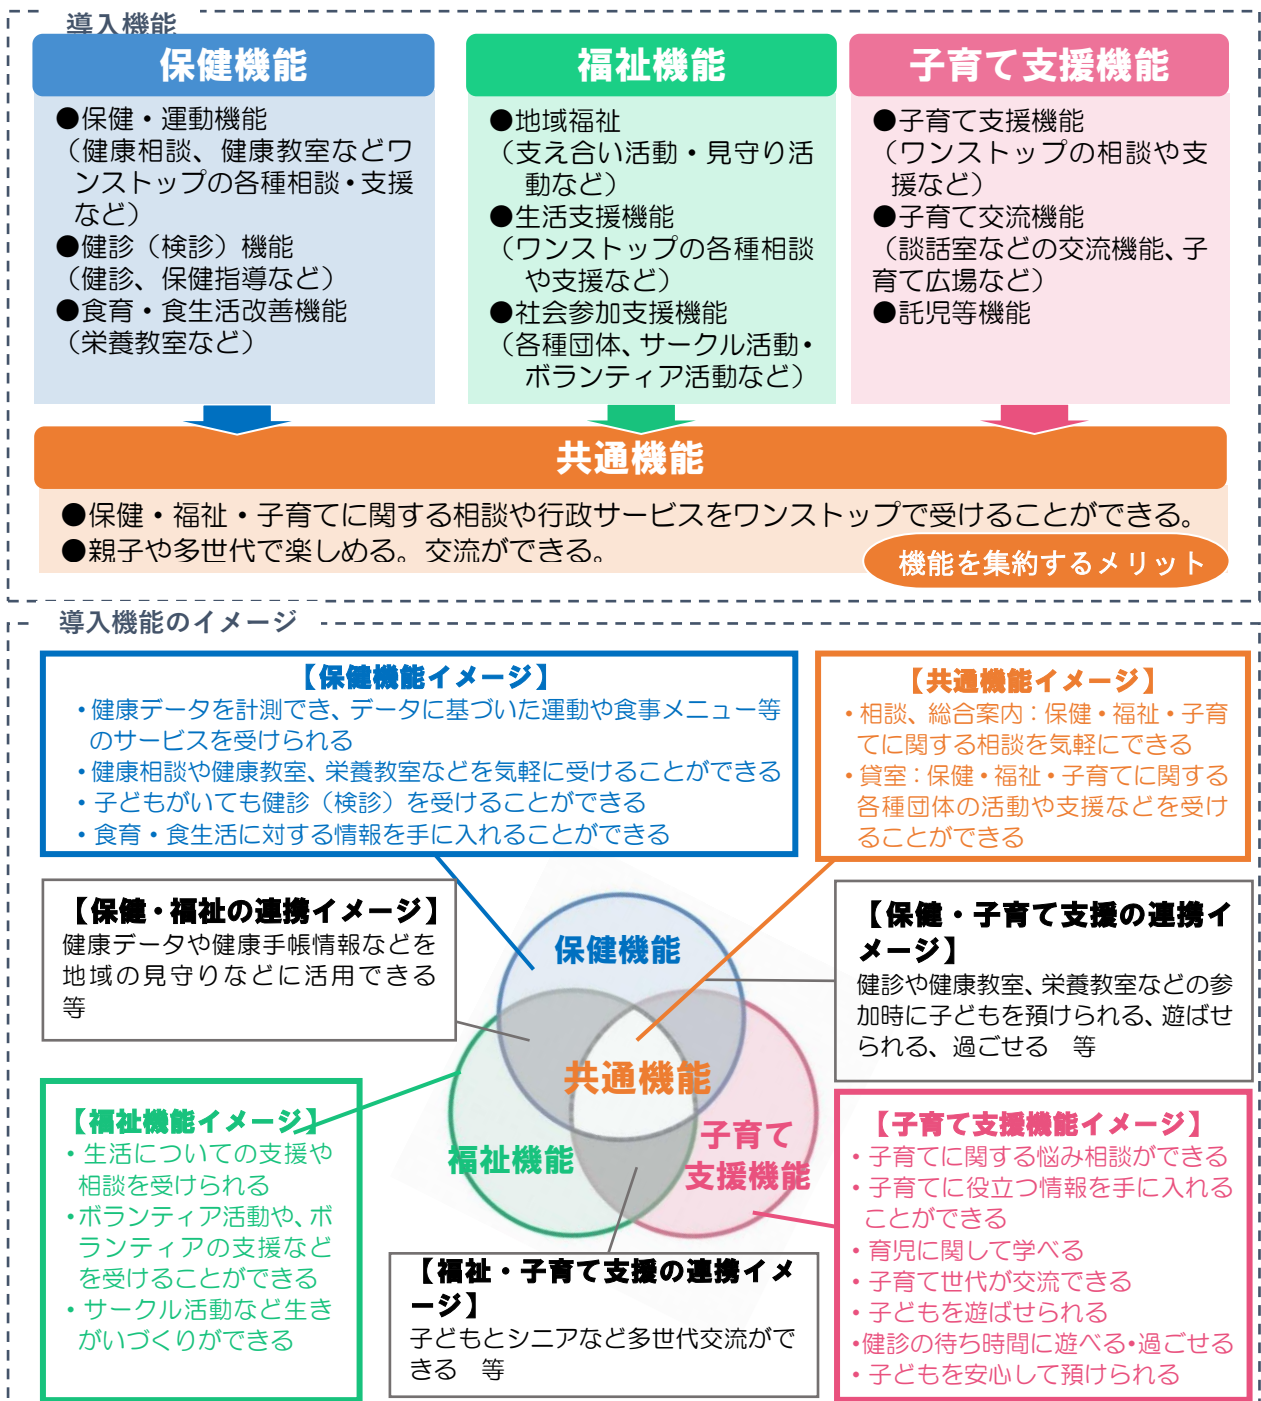 導入機能
保健機能
●保健・運動機能
（健康相談、健康教室などワ
ンストップの各種相談・支援
など）
●健診（検診）機能
（健診、保健指導など）
●食育・食生活改善機能
（栄養教室など）
福祉機能
●地域福祉
（支え合い活動・見守り活
動など）
●生活支援機能
（ワンストップの各種相談
や支援など）
●社会参加支援機能
（各種団体、サークル活動・
ボランティア活動など）
子育て支援機能
●子育て支援機能
（ワンストップの相談や支
援など）
●子育て交流機能
（談話室などの交流機能、子
育て広場など）
●託児等機能
共通機能
●保健・福祉・子育てに関する相談や行政サービスをワンストップで受けることができる。
●親子や多世代で楽しめる。交流ができる。
機能を集約するメリット
導入機能のイメージ
【保健機能イメージ】
・健康データを計測でき、データに基づいた運動や食事メニュー等
のサービスを受けられる
・健康相談や健康教室、栄養教室などを気軽に受けることができる
・子どもがいても健診（検診）を受けることができる
・食育・食生活に対する情報を手に入れることができる
【共通機能イメージ】
・相談、総合案内：保健・福祉・子育
てに関する相談を気軽にできる
・貸室：保健・福祉・子育てに関する
各種団体の活動や支援などを受け
ることができる
【保健・福祉の連携イメージ】
健康データや健康手帳情報などを
地域の見守りなどに活用できる
等
【保健・子育て支援の連携イ
メージ】
健診や健康教室、栄養教室などの参
加時に子どもを預けられる、遊ばせ
られる、過ごせる　等
保健機能
共通機能
福祉機能
子育て
支援機能
【福祉機能イメージ】
・生活についての支援や
相談を受けられる
・ボランティア活動や、ボ
ランティアの支援など
を受けることができる
・サークル活動など生き
がいづくりができる
【福祉・子育て支援の連携イメ
ージ】
子どもとシニアなど多世代交流がで
きる　等
【子育て支援機能イメージ】
・子育てに関する悩み相談ができる
・子育てに役立つ情報を手に入れる
ことができる
・育児に関して学べる
・子育て世代が交流できる
・子どもを遊ばせられる
・健診の待ち時間に遊べる・過ごせる
・子どもを安心して預けられる